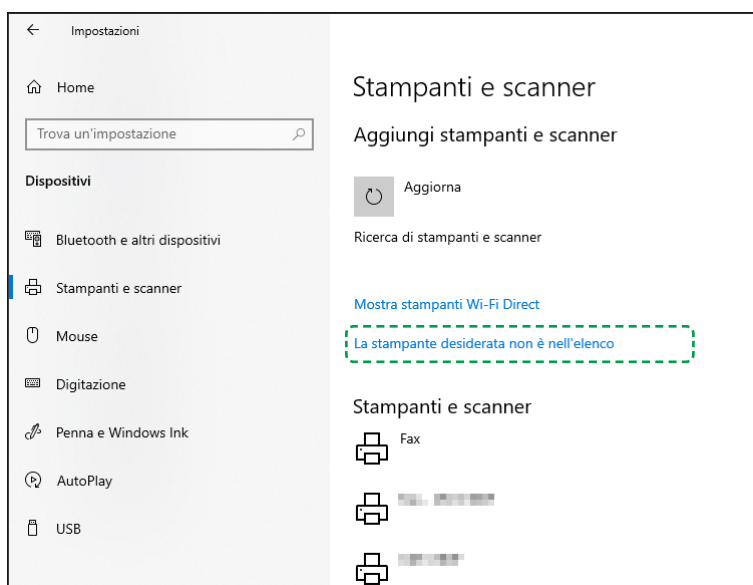 Impostazioni
Home
Trova un'impostazione
Dispositivi
Bluetooth e altri dispositivi
Stampanti e scanner
Mouse
Digitazione
Penna e Windows Ink
AutoPlay
USB
Stampanti e scanner
Aggiungi stampanti e scanner
Aggiorna
Ricerca di stampanti e scanner
Mostra stampanti Wi-Fi Direct
La stampante desiderata non è nell'elenco
Stampanti e scanner
Fax